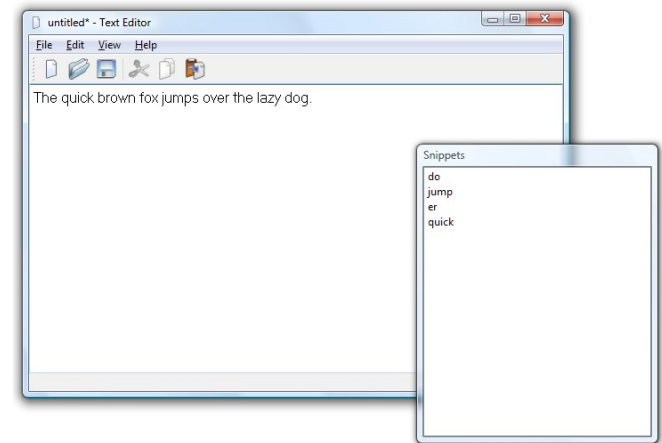 untitled* - Text Editor
File Edit View Help
The quick brown fox jumps over the lazy dog.
Snippets
do
jump
er
quick